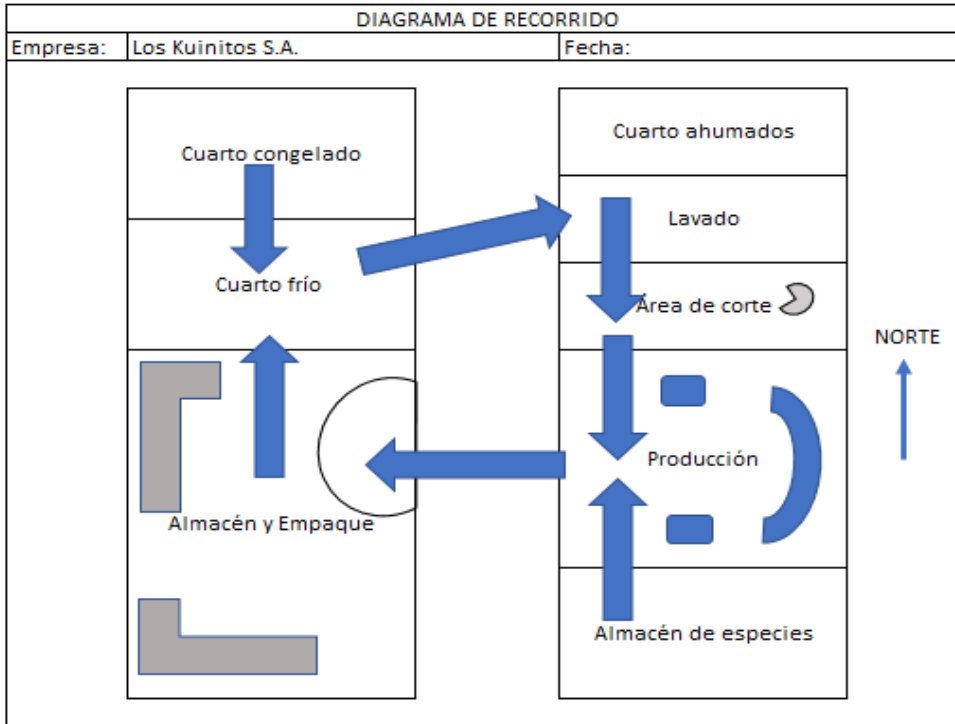 DIAGRAMA DE RECORRIDO
Empresa: Los Kuinitos S.A. Fecha:
Cuarto congelado
Cuarto frío
Almacén y Empaque
Cuarto ahumados
Lavado
Área de corte
Producción
Almacén de especies
NORTE